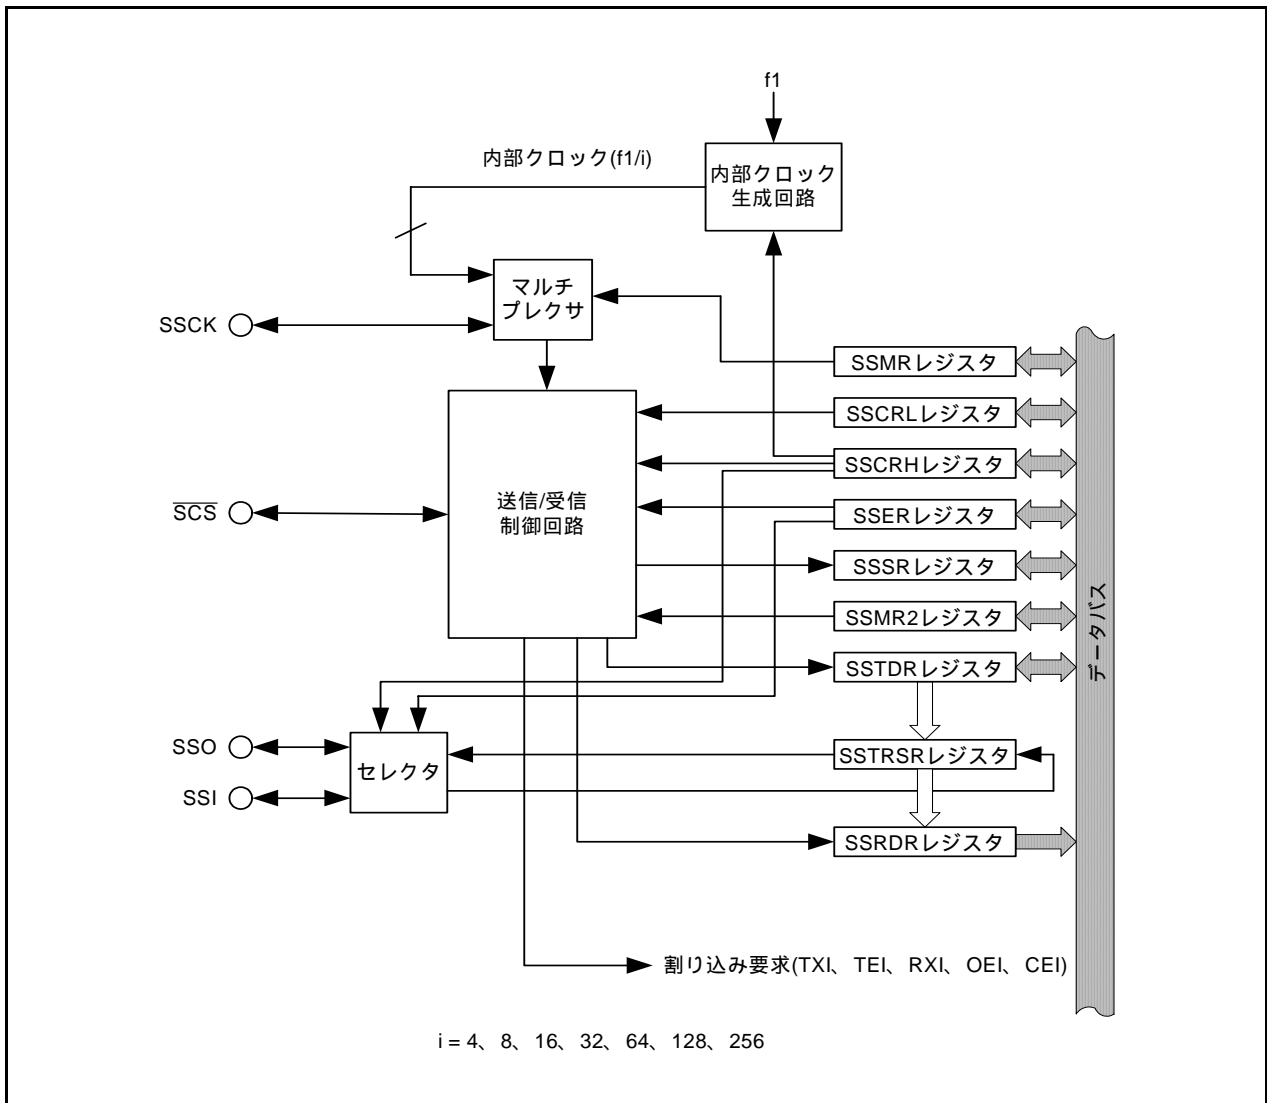 f1
内部クロック(f1/i)
内部クロック
生成回路
マルチ
プレクサ
SSCK
SSMRレジスタ
SSCRLレジスタ
SSCRHレジスタ
送信/受信
制御回路
SCS
SSERレジスタ
SSSRレジスタ
SSMR2レジスタ
データバス
SSTDRレジスタ
SSO
SSTRSRレジスタ
セレクタ
SSI
SSRDRレジスタ
割り込み要求(TXI、TEI、RXI、OEI、CEI)
i = 4、8、16、32、64、128、256